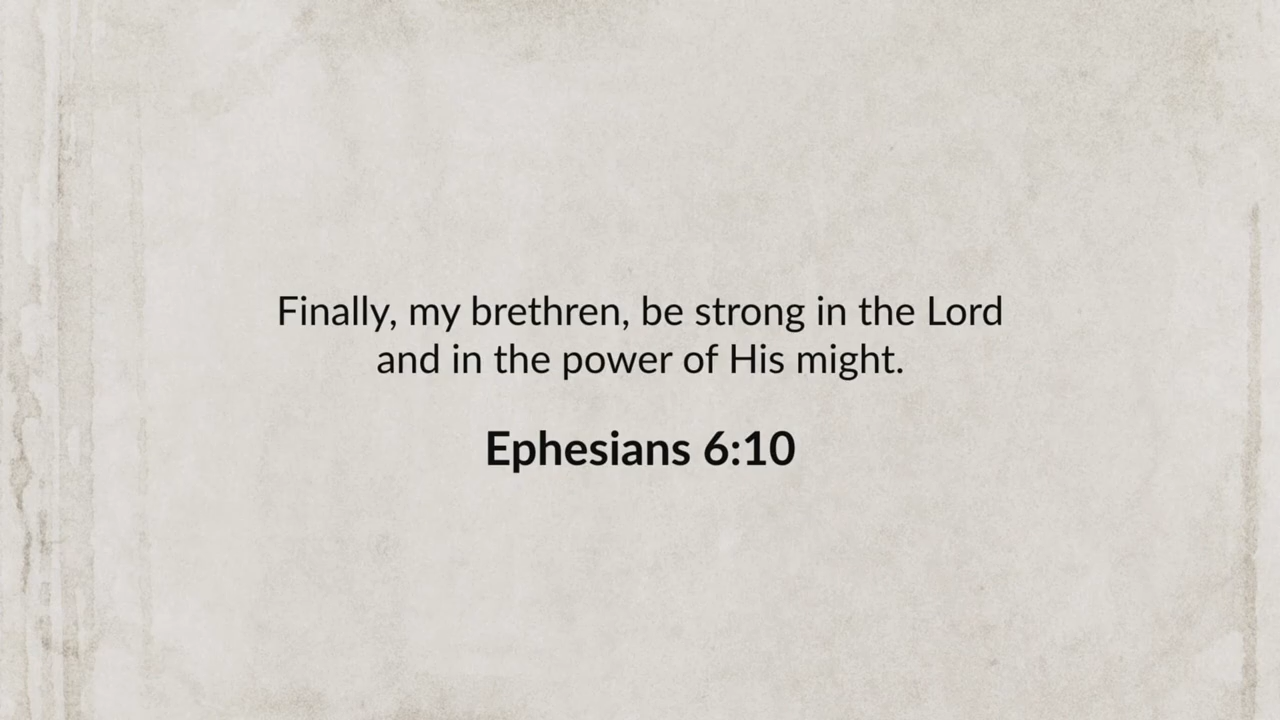 Finally, my brethren, be strong in the Lord
and in the power of His might.
Ephesians 6:10